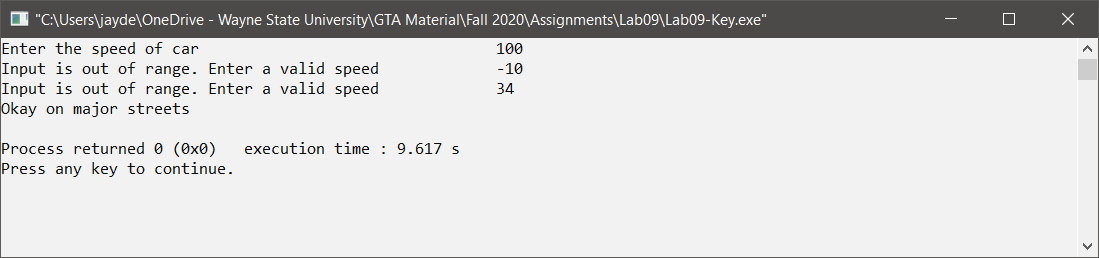 "C:\Users\jayde\OneDrive - Wayne State University\GTA Material\Fall 2020\Assignments\Lab09\Lab09-Key.exe"
Enter the speed of car                                 100
Input is out of range. Enter a valid speed             -10
Input is out of range. Enter a valid speed             34
Okay on major streets
Process returned 0 (0x0)   execution time : 9.617 s
Press any key to continue.